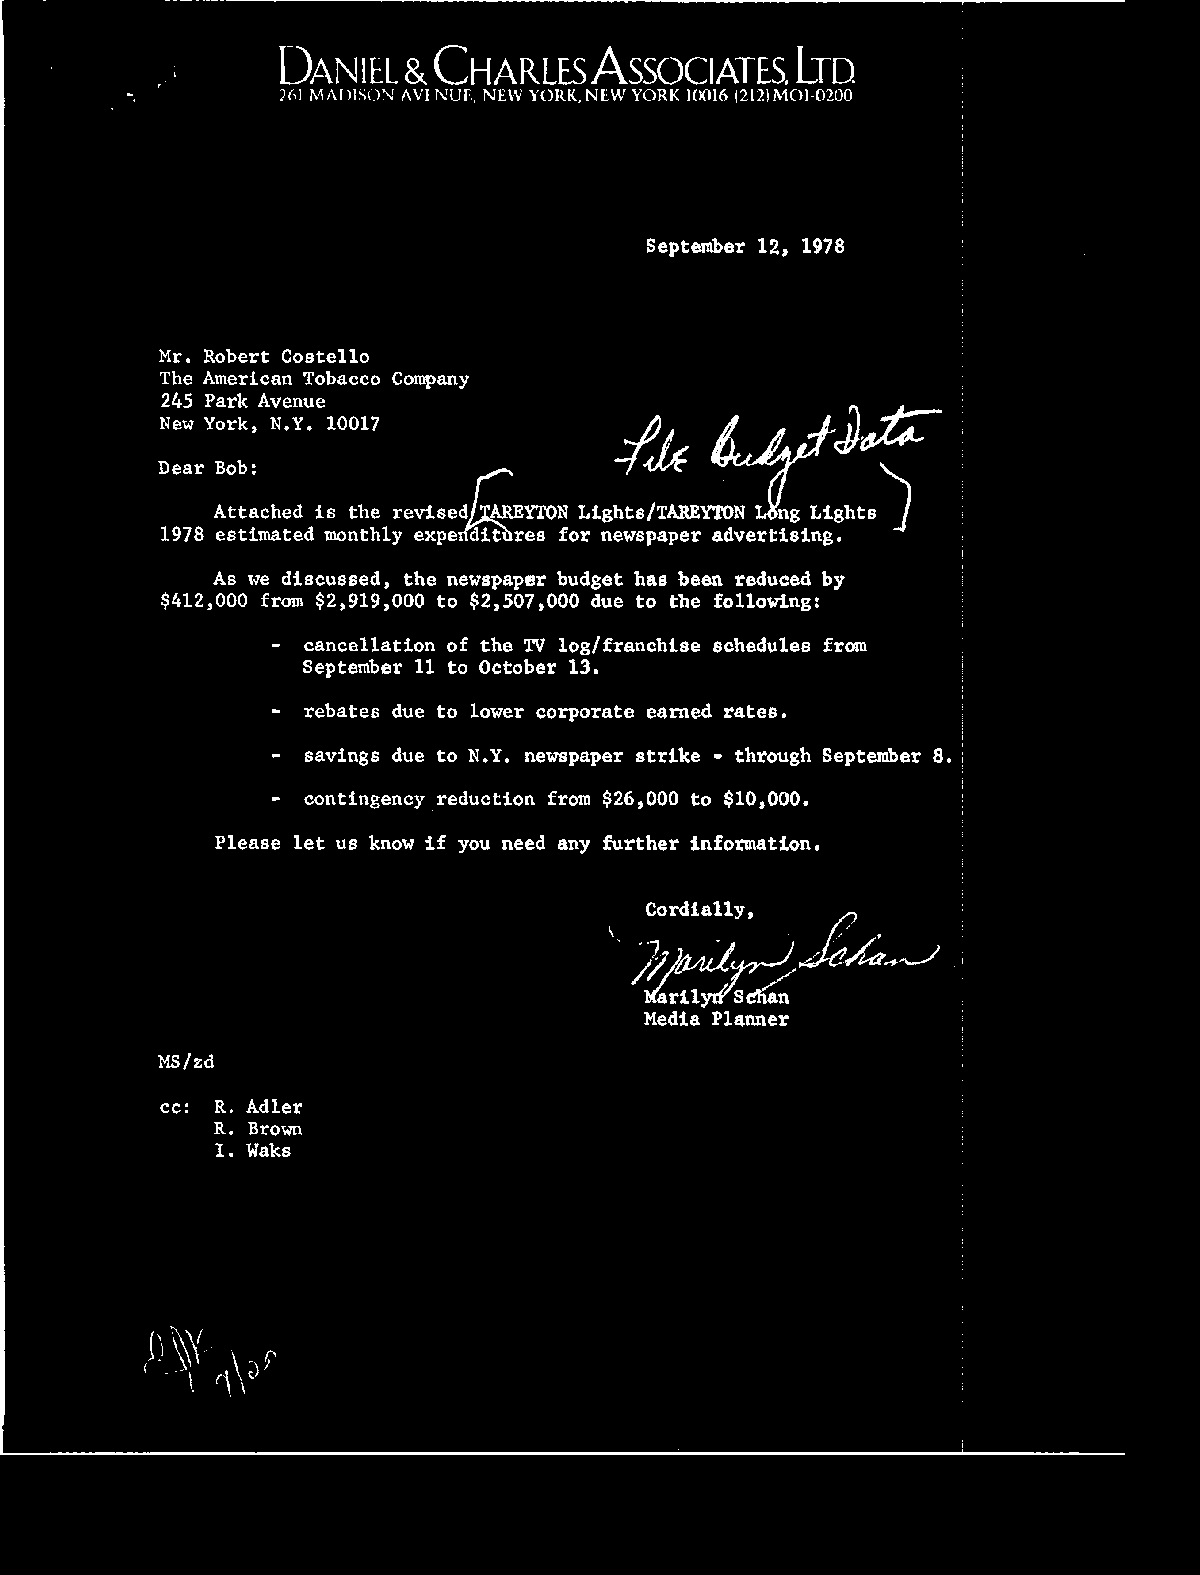 DANIEL & CHARLES ASSOCIATES, LTD.
261 MADISON AVENUE, NEW YORK, NEW YORK 10016 (212) MO1-0200
September 12, 1978
Mr. Robert Costello
The American Tobacco Company
245 Park Avenue
New York, N.Y. 10017
File Budget Data
Dear Bob:
Attached is the revised TAREYTON Lights/TAREYTON Long Lights
1978 estimated monthly expenditures for newspaper advertising.
As we discussed, the newspaper budget has been reduced by
$412,000 from $2,919,000 to $2,507,000 due to the following:
- cancellation of the TV log/franchise schedules from
September 11 to October 13.
- rebates due to lower corporate earned rates.
- savings due to N.Y. newspaper strike - through September 8.
- contingency reduction from $26,000 to $10,000.
Please let us know if you need any further information.
Cordially,
Marilyn Schan
Marilyn Schan
Media Planner
MS/zd
cc: R. Adler
R. Brown
I. Waks